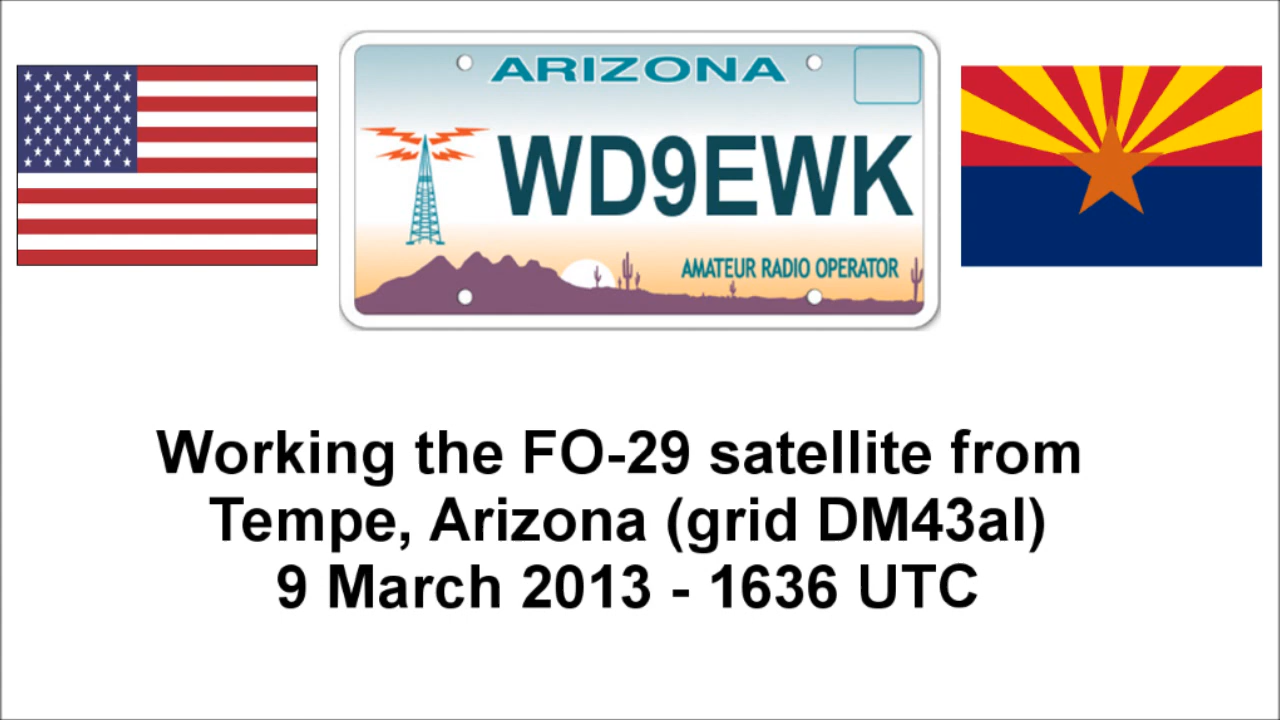 ARIZONA
WD9EWK
AMATEUR RADIO OPERATOR
Working the FO-29 satellite from
Tempe, Arizona (grid DM43al)
9 March 2013 - 1636 UTC